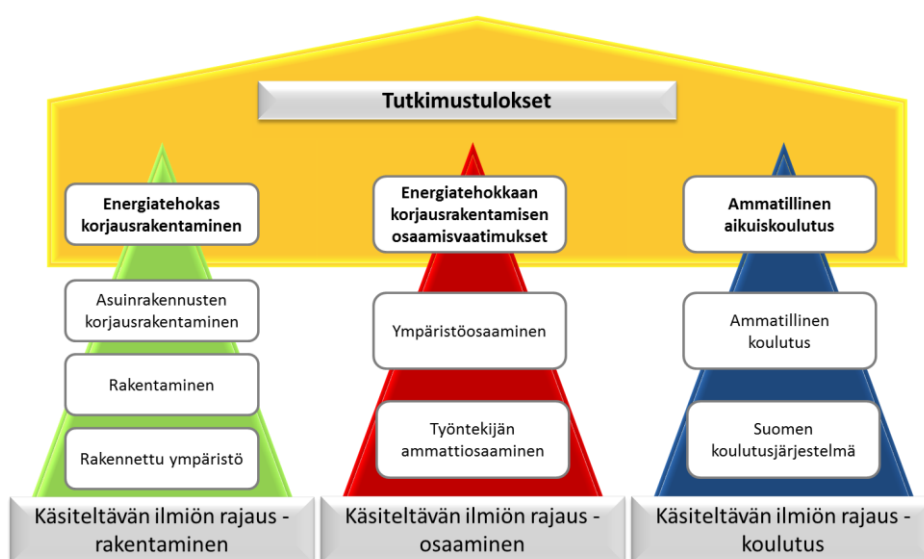 Tutkimustulokset
Energiatehokas
korjausrakentaminen
Asuinrakennusten
korjausrakentaminen
Rakentaminen
Rakennettu ympäristö
Käsiteltävän ilmiön rajaus -
rakentaminen
Energiatehokkaan
korjausrakentamisen
osaamisvaatimukset
Ympäristöosaaminen
Työntekijän
ammattiosaaminen
Käsiteltävän ilmiön rajaus -
osaaminen
Ammatillinen
aikuiskoulutus
Ammatillinen
koulutus
Suomen
koulutusjärjestelmä
Käsiteltävän ilmiön rajaus -
koulutus